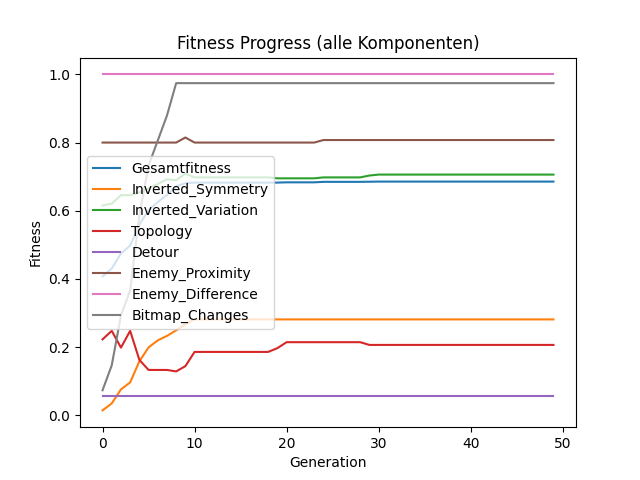 Fitness Progress (alle Komponenten)
1.0
0.8
0.6
0.4
0.2
0.0
Fitness
Gesamtfitness
Inverted_Symmetry
Inverted_Variation
Topology
Detour
Enemy_Proximity
Enemy_Difference
Bitmap_Changes
0 10 20 30 40 50
Generation